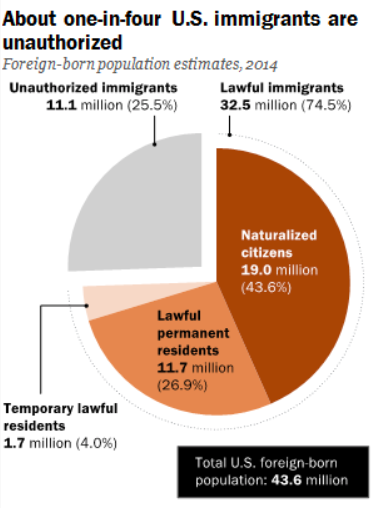 About one-in-four U.S. immigrants are
unauthorized
Foreign-born population estimates, 2014
Unauthorized immigrants
11.1 million (25.5%)
Lawful immigrants
32.5 million (74.5%)
Naturalized
citizens
19.0 million
(43.6%)
Lawful
permanent
residents
11.7 million
(26.9%)
Temporary lawful
residents
1.7 million (4.0%)
Total U.S. foreign-born
population: 43.6 million